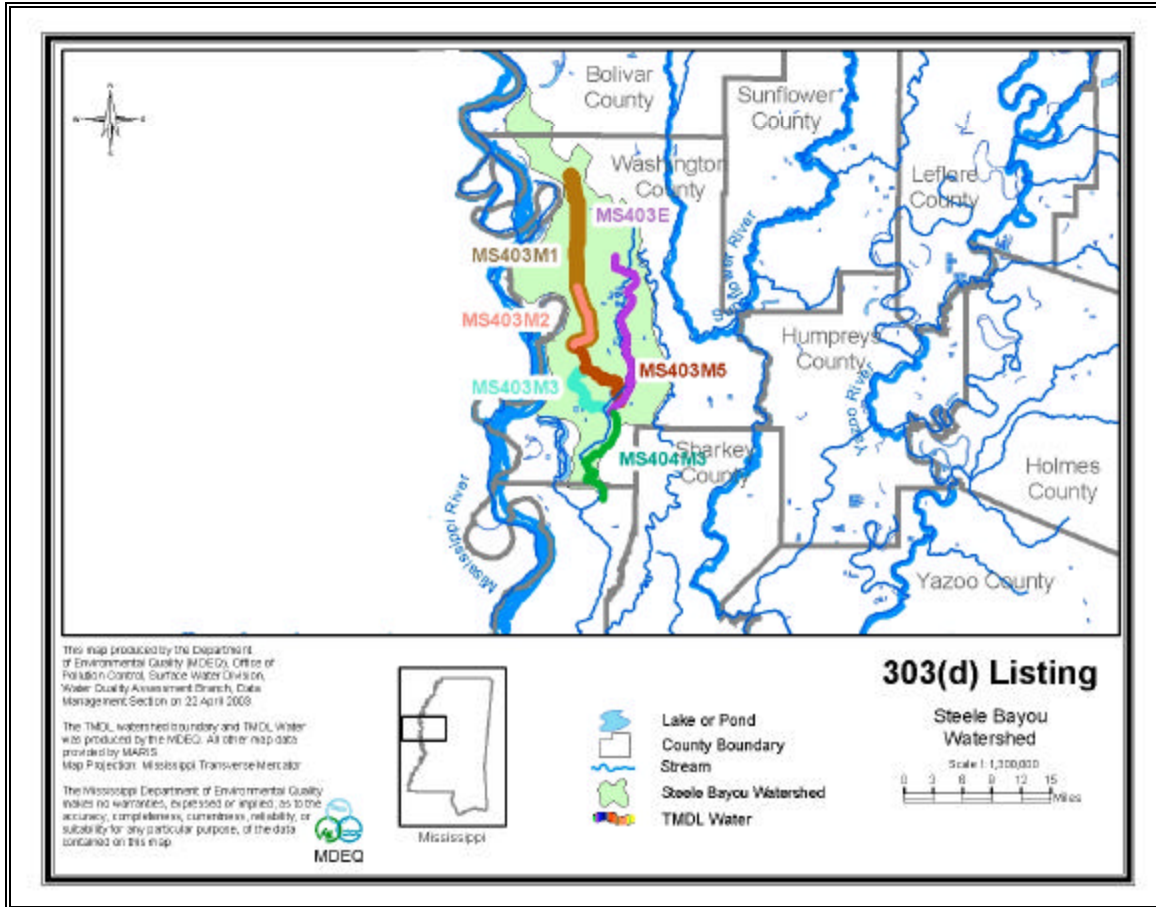 Bolivar
County
Sunflower
County
Washington
County
Leflore
County
MS403E
MS403M1
Sunflower River
MS403M2
Humpreys
County
MS403M5
MS403M3
Yazoo River
Sharkey
County
MS404M3
Holmes
County
Mississippi River
Yazoo County
N
W
E
S
This map produced by the Department
of Environmental Quality (MDEQ), Office of
Pollution Control, Surface Water Division,
Water Quality Assessment Branch, Data
Management Section on 22 April 2003.
The TMDL watershed boundary and TMDL Water
was produced by the MDEQ. All other map data
provided by MARIS
Map Projection: Mississippi Transverse Mercator
The Mississippi Department of Environmental Quality
makes no warranties, expressed or implied, as to the
accuracy, completeness, currentness, reliability, or
suitability for any particular purpose, of the data
contained on this map
MDEQ
Mississippi
Lake or Pond
County Boundary
Stream
Steele Bayou Watershed
TMDL Water
303(d) Listing
Steele Bayou
Watershed
Scale 1: 1,300,000
0 3 6 9 12 15
Miles